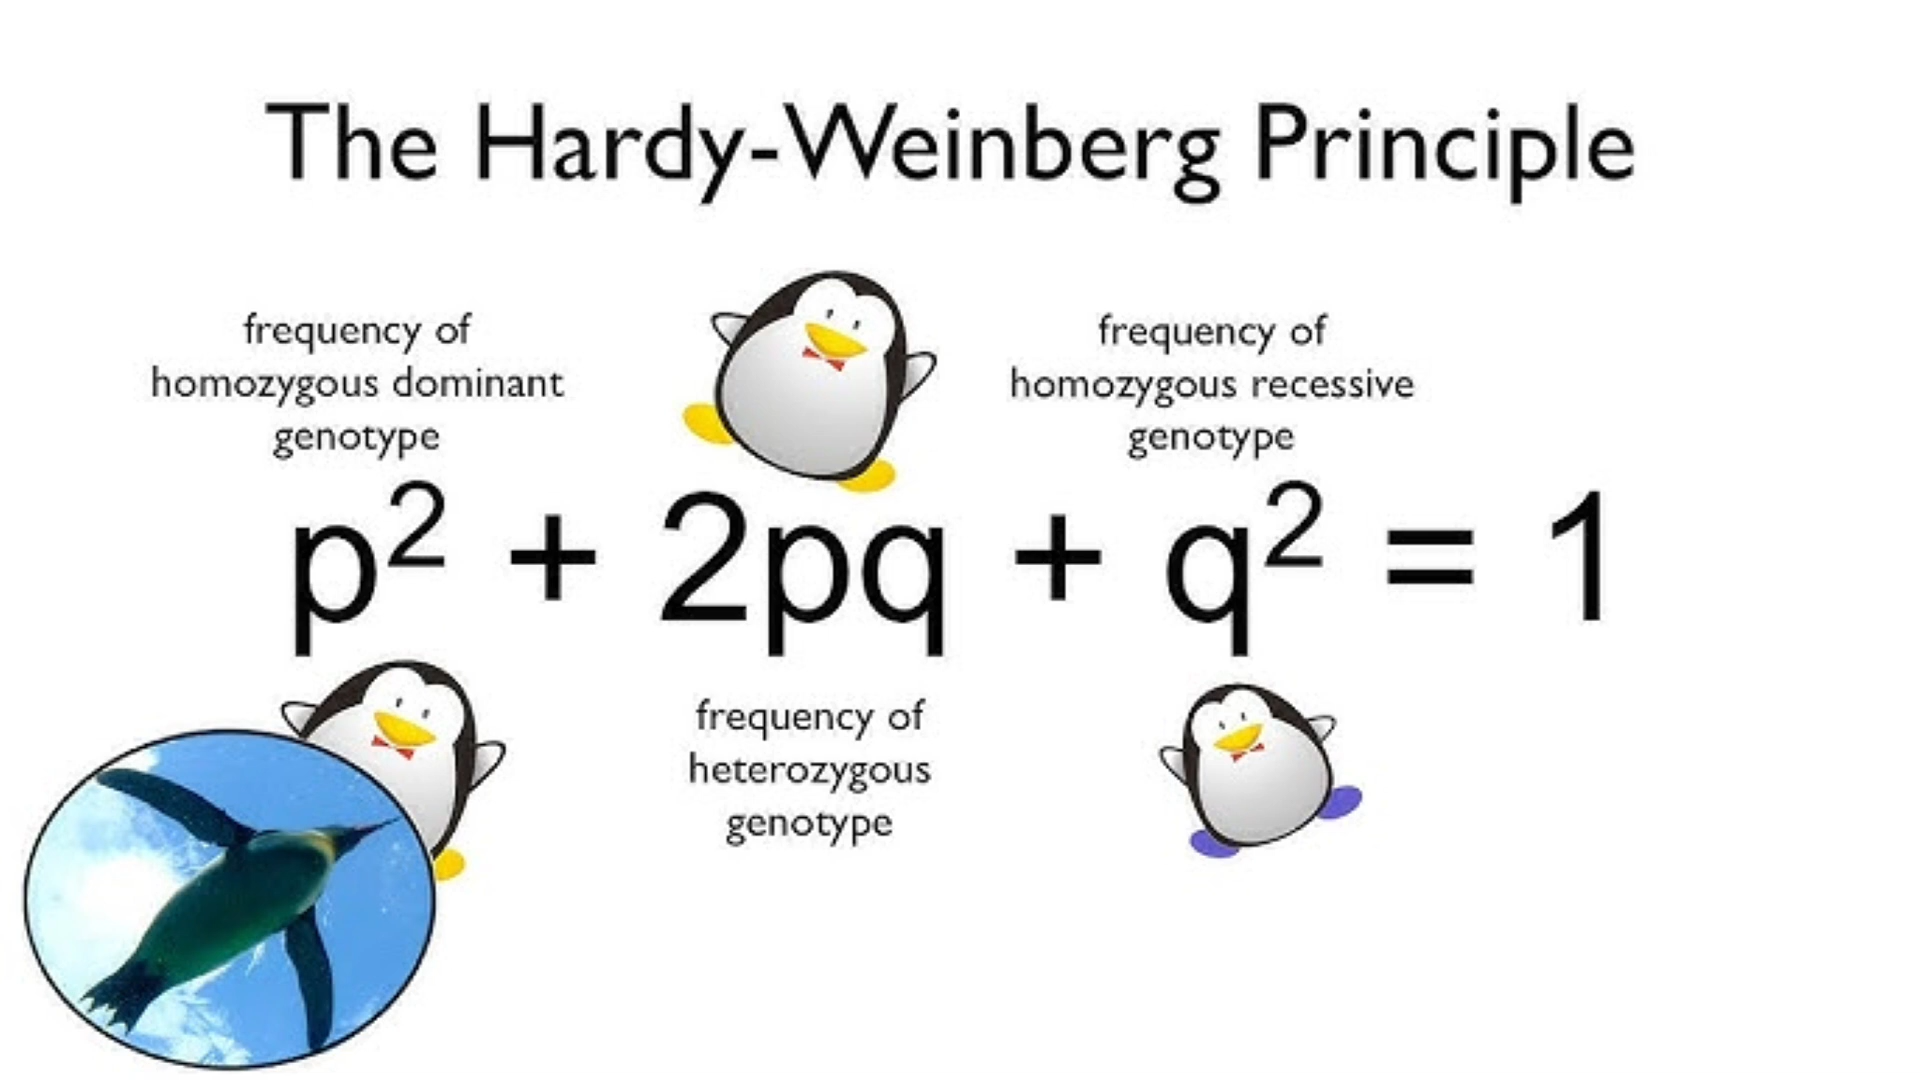 The Hardy-Weinberg Principle
frequency of
homozygous dominant
genotype
frequency of
homozygous recessive
genotype
p² + 2pq + q² = 1
frequency of
heterozygous
genotype